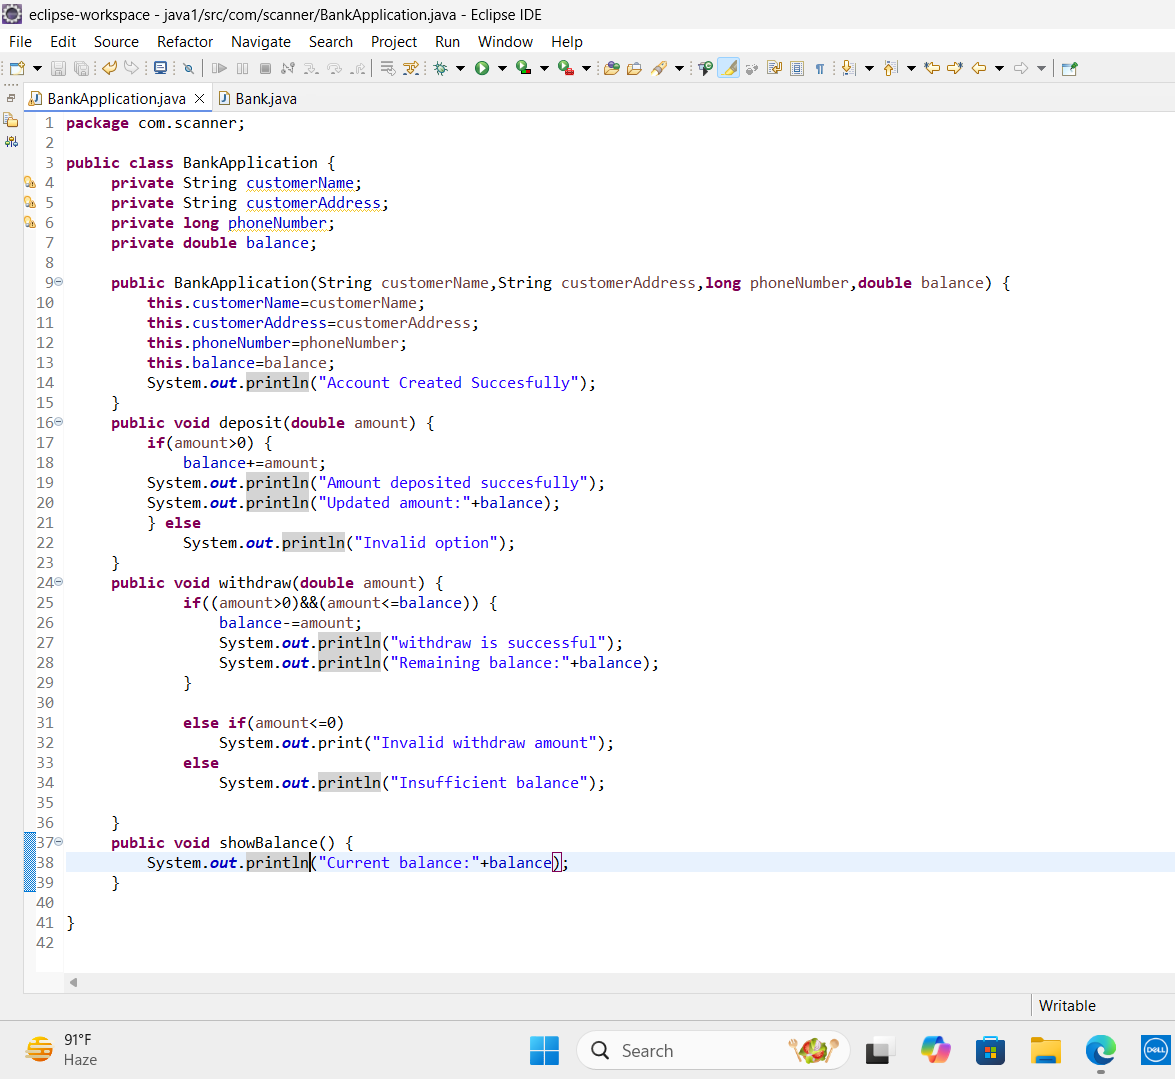 eclipse-workspace - java1/src/com/scanner/BankApplication.java - Eclipse IDE
File Edit Source Refactor Navigate Search Project Run Window Help
BankApplication.java Bank.java
1 package com.scanner;
2
3 public class BankApplication {
4 private String customerName;
5 private String customerAddress;
6 private long phoneNumber;
7 private double balance;
8
9 public BankApplication(String customerName,String customerAddress,long phoneNumber,double balance) {
10 this.customerName=customerName;
11 this.customerAddress=customerAddress;
12 this.phoneNumber=phoneNumber;
13 this.balance=balance;
14 System.out.println("Account Created Succesfully");
15 }
16 public void deposit(double amount) {
17 if(amount>0) {
18 balance+=amount;
19 System.out.println("Amount deposited succesfully");
20 System.out.println("Updated amount:"+balance);
21 } else
22 System.out.println("Invalid option");
23 }
24 public void withdraw(double amount) {
25 if((amount>0)&&(amount<=balance)) {
26 balance-=amount;
27 System.out.println("withdraw is successful");
28 System.out.println("Remaining balance:"+balance);
29 }
30
31 else if(amount<=0)
32 System.out.print("Invalid withdraw amount");
33 else
34 System.out.println("Insufficient balance");
35
36 }
37 public void showBalance() {
38 System.out.println("Current balance:"+balance);
39 }
40
41 }
42
Writable
91°F
Haze
Search
DELL